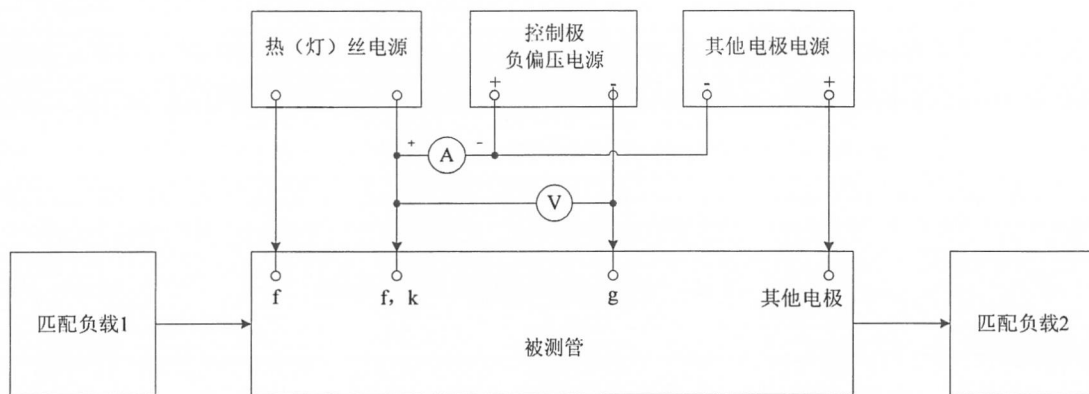 热（灯）丝电源
控制极
负偏压电源
其他电极电源
+
-
-
+
+
A
-
V
f
f，k
g
其他电极
匹配负载1
被测管
匹配负载2